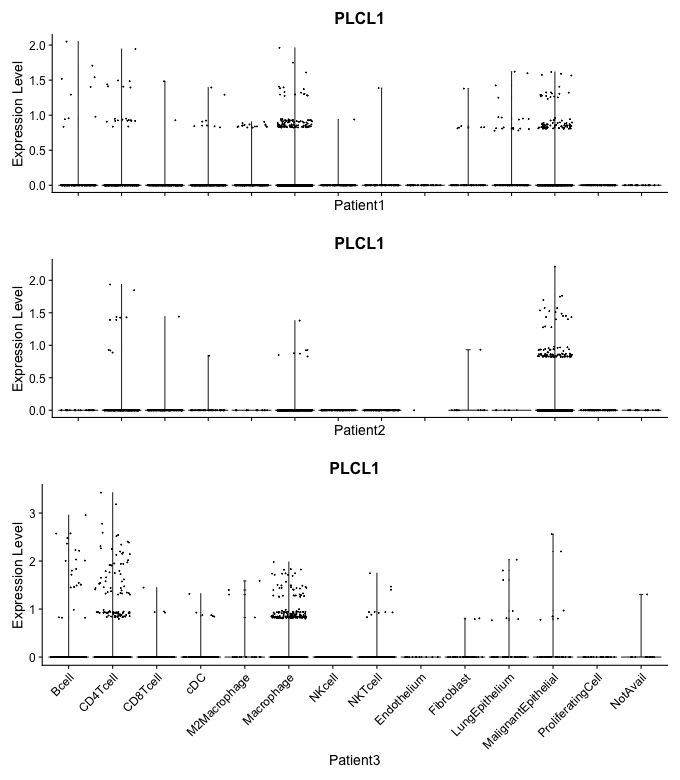 PLCL1
2.0
1.5
1.0
0.5
0.0
Expression Level
Patient1
PLCL1
2.0
1.5
1.0
0.5
0.0
Expression Level
Patient2
PLCL1
3
2
1
0
Expression Level
Bcell
CD4Tcell
CD8Tcell
cDC
M2Macrophage
Macrophage
NKcell
NKTcell
Endothelium
Fibroblast
LungEpithelium
MalignantEpithelial
ProliferatingCell
NotAvail
Patient3